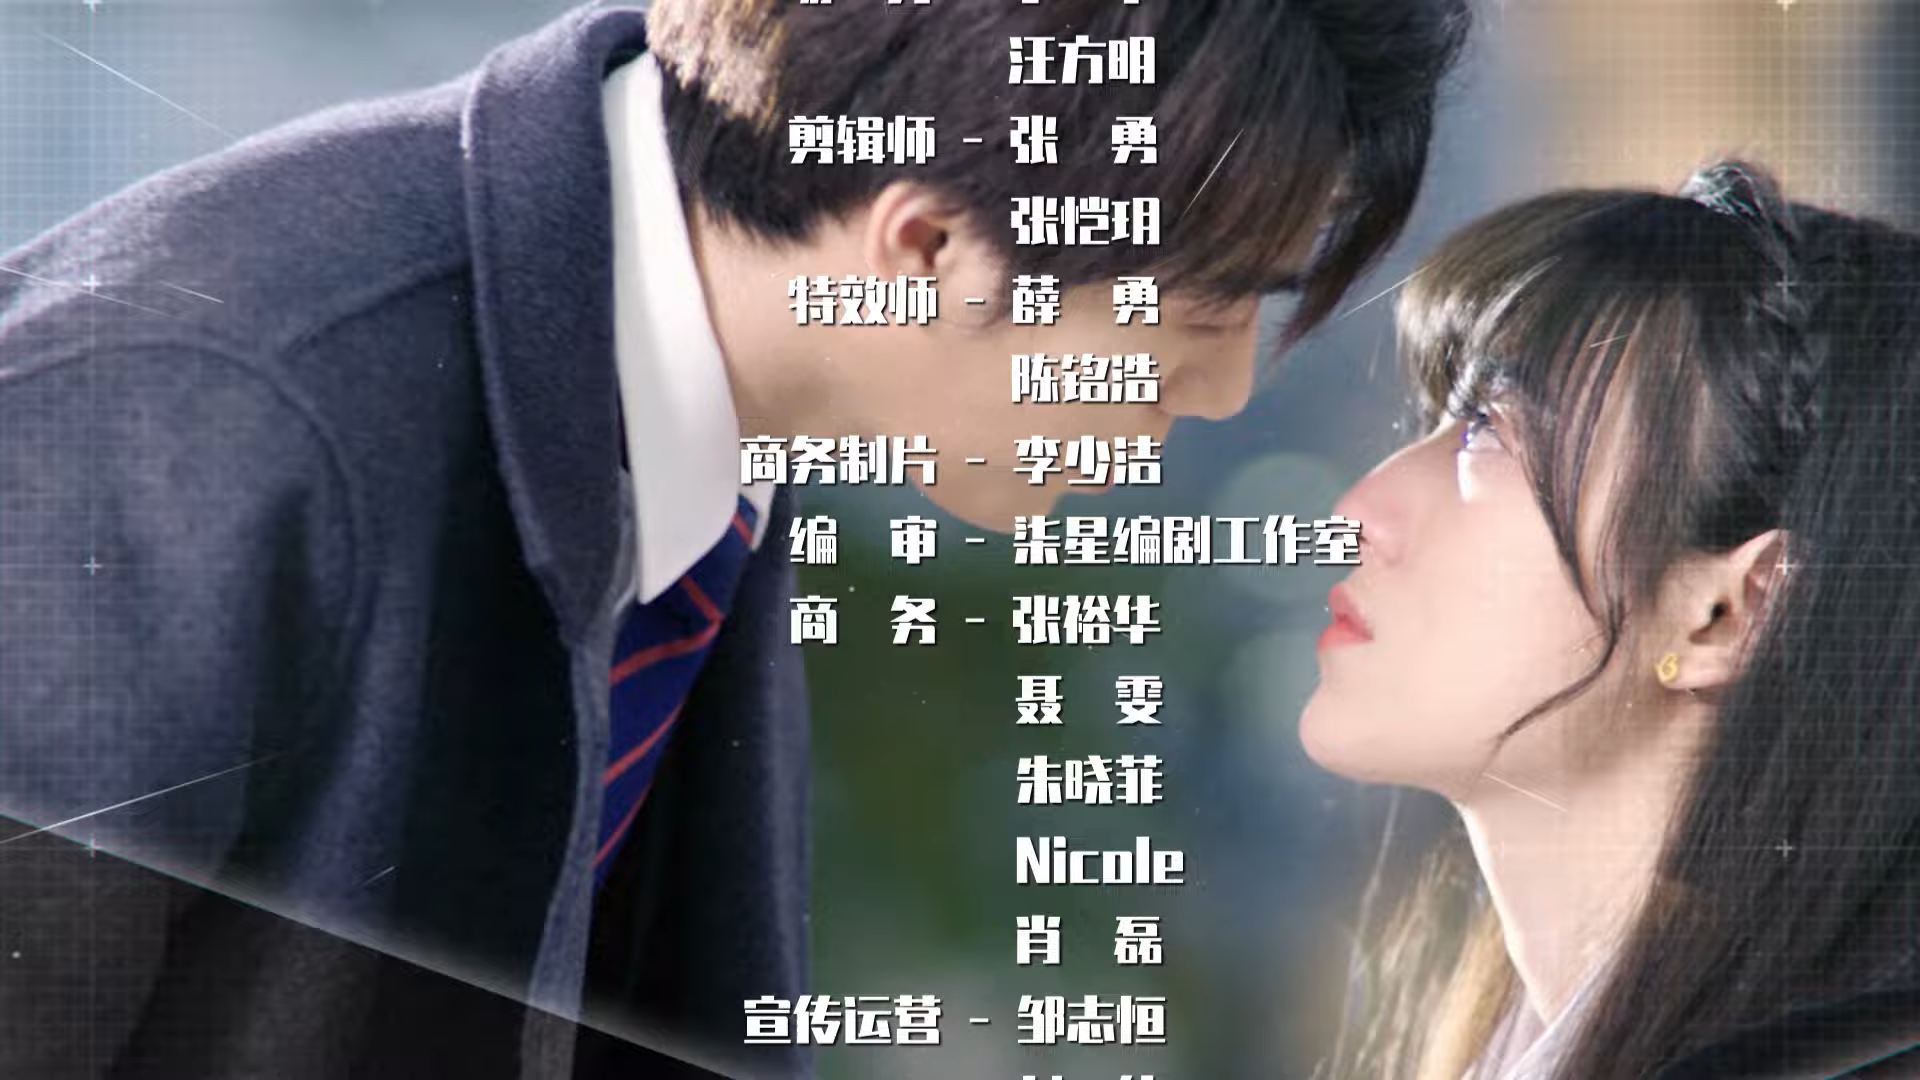 汪方明
剪辑师 - 张 勇
张恺玥
特效师 - 薛 勇
陈铭浩
商务制片 - 李少洁
编 审 - 柒星编剧工作室
商 务 - 张裕华
聂 雯
朱晓菲
Nicole
肖 磊
宣传运营 - 邹志恒